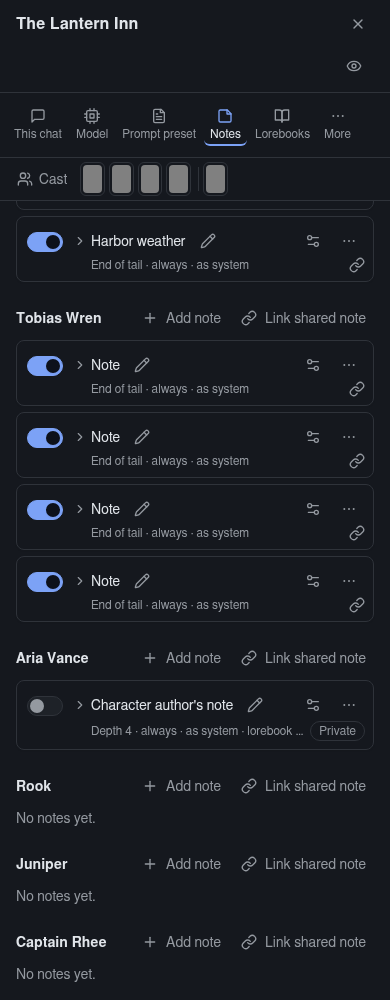 The Lantern Inn
This chat
Model
Prompt preset
Notes
Lorebooks
More
Cast
Harbor weather
End of tail · always · as system
Tobias Wren
Add note
Link shared note
Note
End of tail · always · as system
Note
End of tail · always · as system
Note
End of tail · always · as system
Note
End of tail · always · as system
Aria Vance
Add note
Link shared note
Character author's note
Depth 4 · always · as system · lorebook ...
Private
Rook
Add note
Link shared note
No notes yet.
Juniper
Add note
Link shared note
No notes yet.
Captain Rhee
Add note
Link shared note
No notes yet.